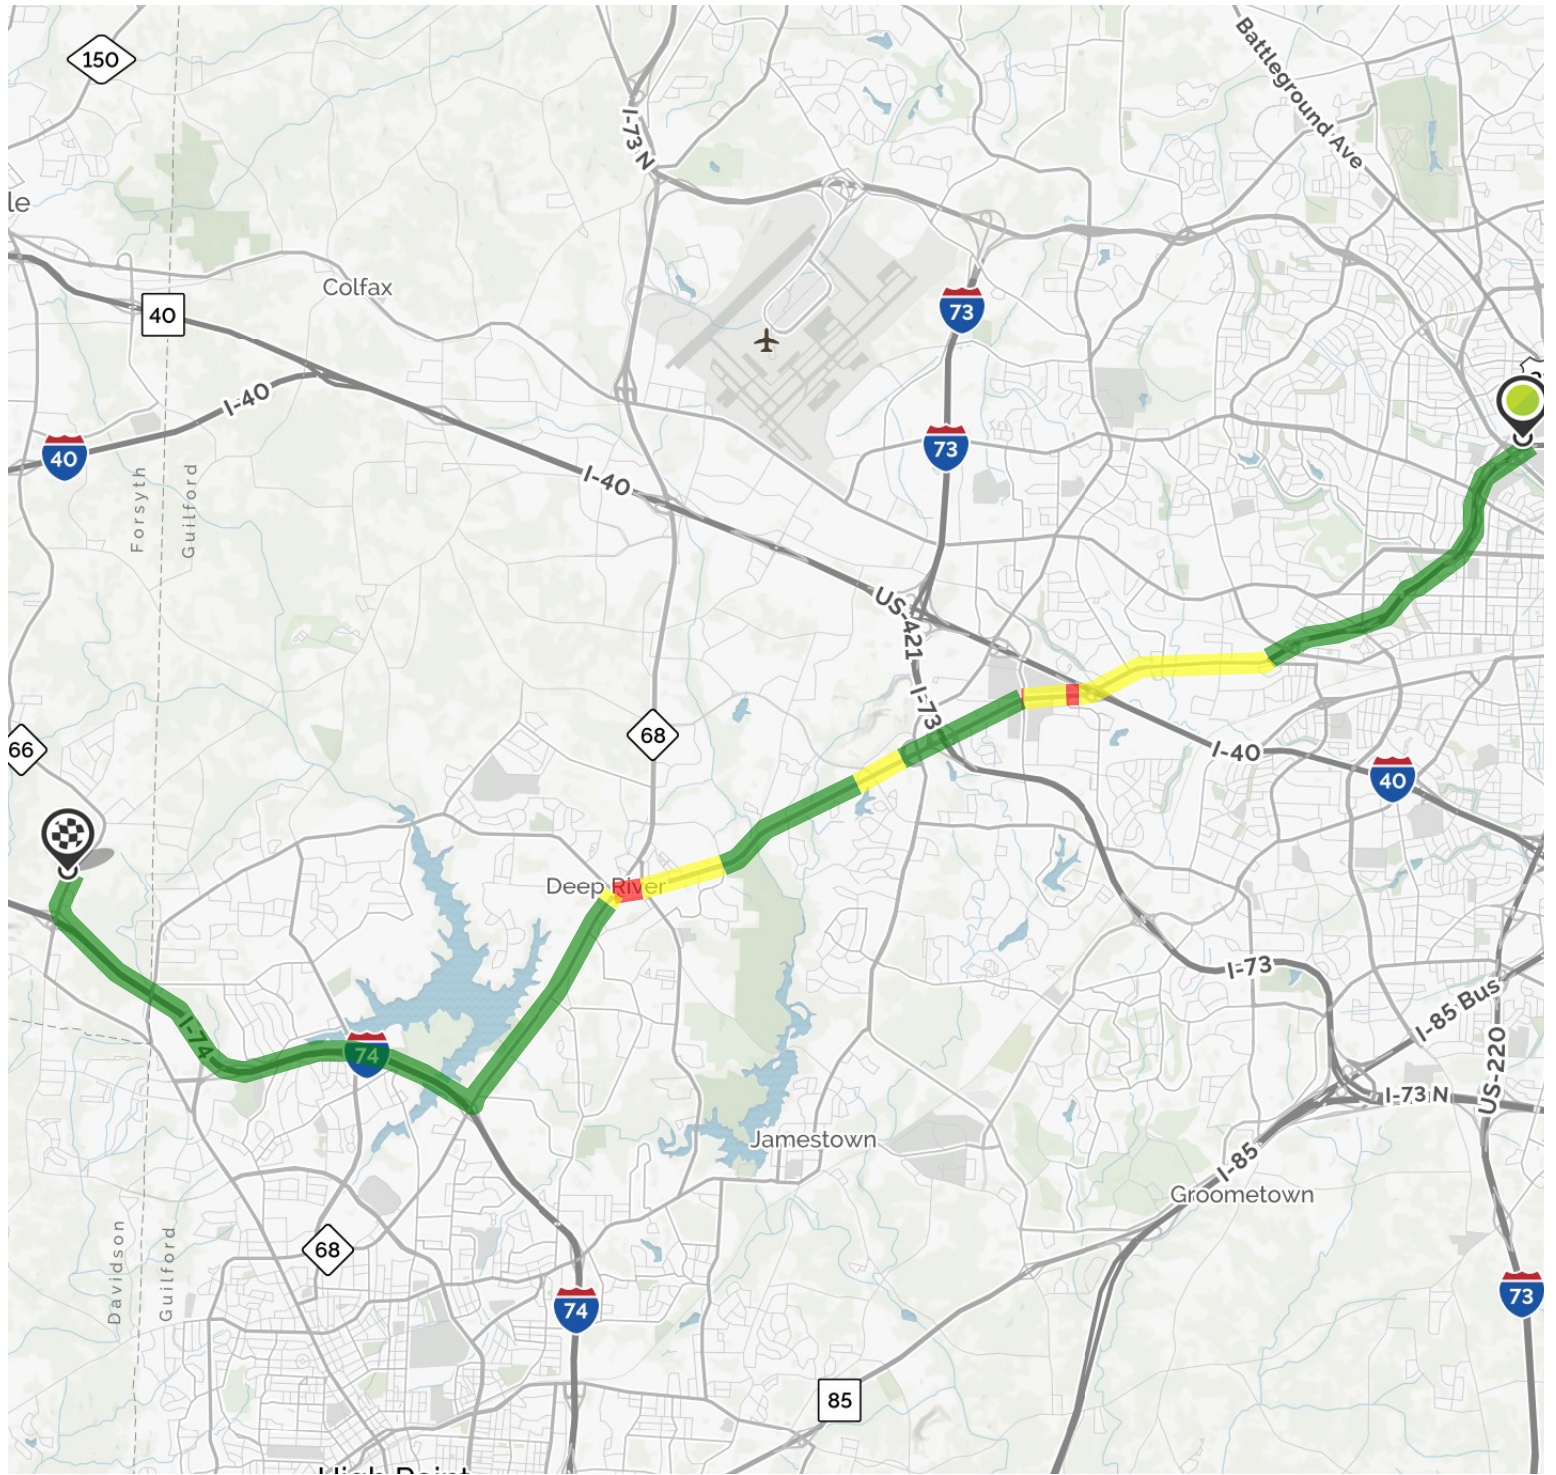 150
Battleground Ave
I-73 N
le
Colfax
40
73
I-40
40
73
Forsyth
Guilford
I-40
US-421
I-73
68
66
I-40
40
Deep River
I-73
I-85 Bus
I-74
74
US-220
I-73 N
Jamestown
I-85
Groometown
68
Davidson
Guilford
74
73
85
High Point